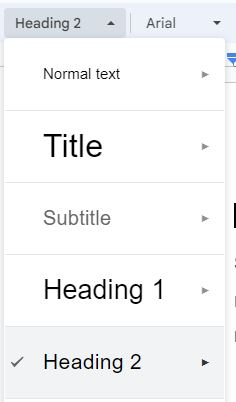 Heading 2 Arial
Normal text
Title
Subtitle
Heading 1
Heading 2